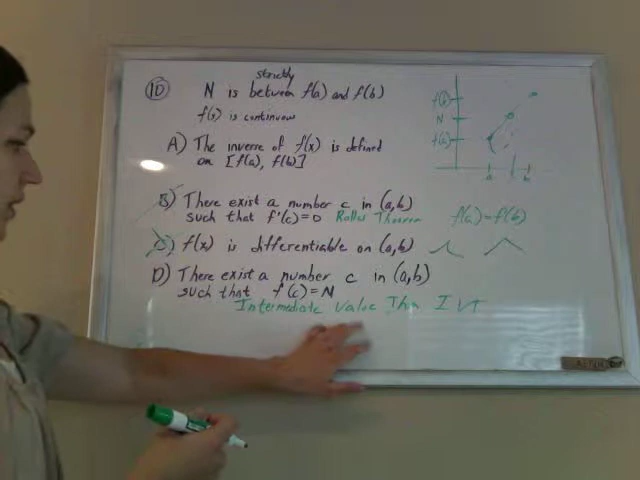 10
N is strictly between f(a) and f(b)
f(x) is continuous
A) The inverse of f(x) is defined
on [f(a), f(b)]
B) There exist a number c in (a,b)
such that f'(c)=0 Rolles Theorem f(a)=f(b)
C) f(x) is differentiable on (a,b)
D) There exist a number c in (a,b)
such that f(c)=N
Intermediate Value Thm IVT
f(b)
N
f(a)
a b